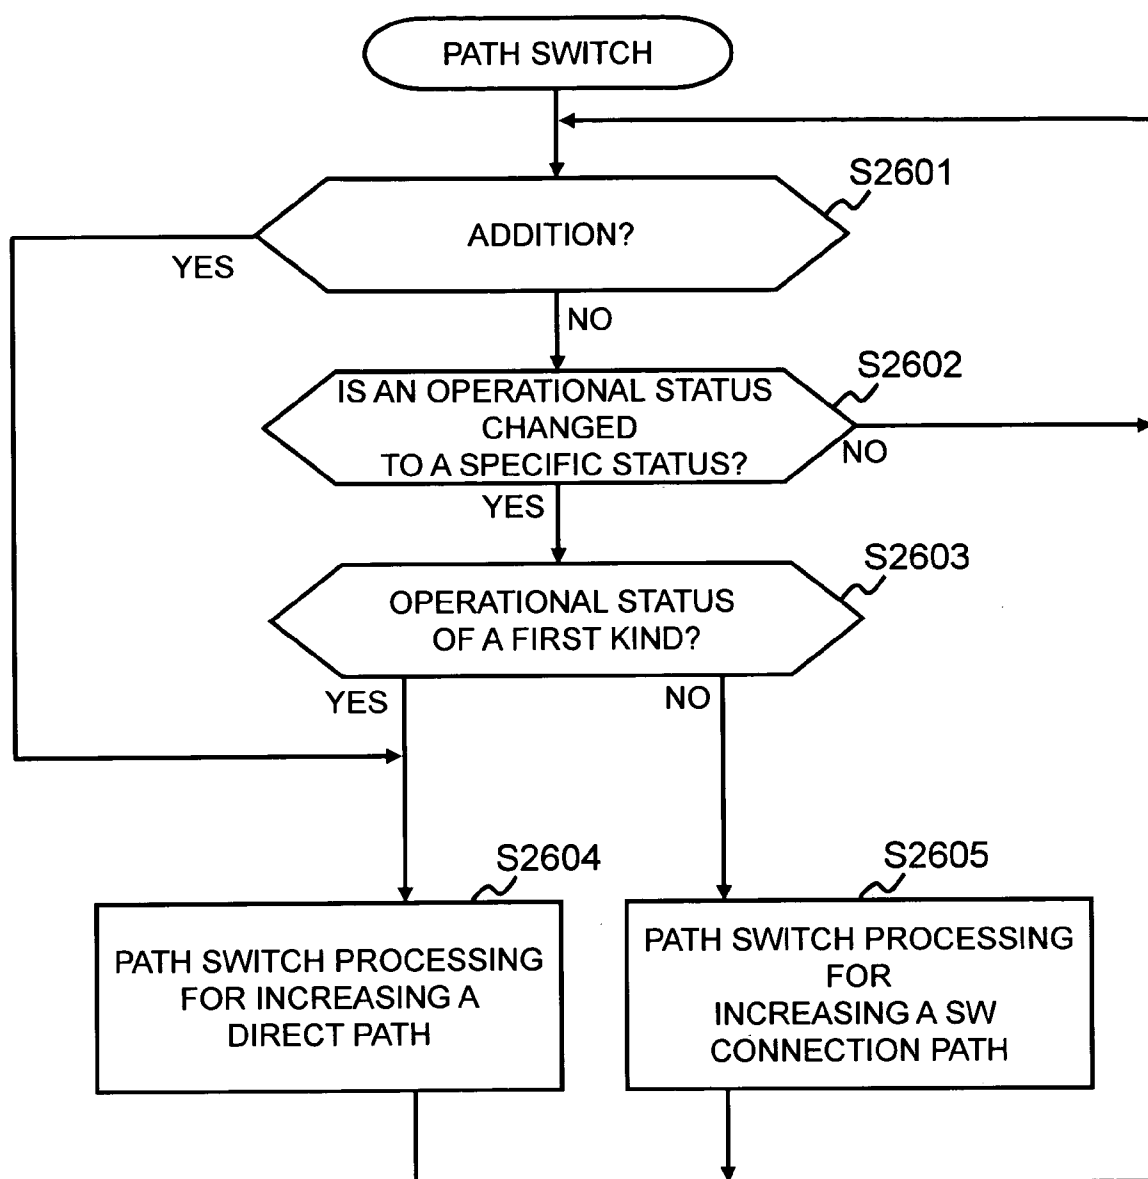 PATH SWITCH
S2601
ADDITION?
YES
NO
S2602
IS AN OPERATIONAL STATUS
CHANGED
TO A SPECIFIC STATUS?
NO
YES
S2603
OPERATIONAL STATUS
OF A FIRST KIND?
YES
NO
S2604
S2605
PATH SWITCH PROCESSING
FOR INCREASING A
DIRECT PATH
PATH SWITCH PROCESSING
FOR
INCREASING A SW
CONNECTION PATH